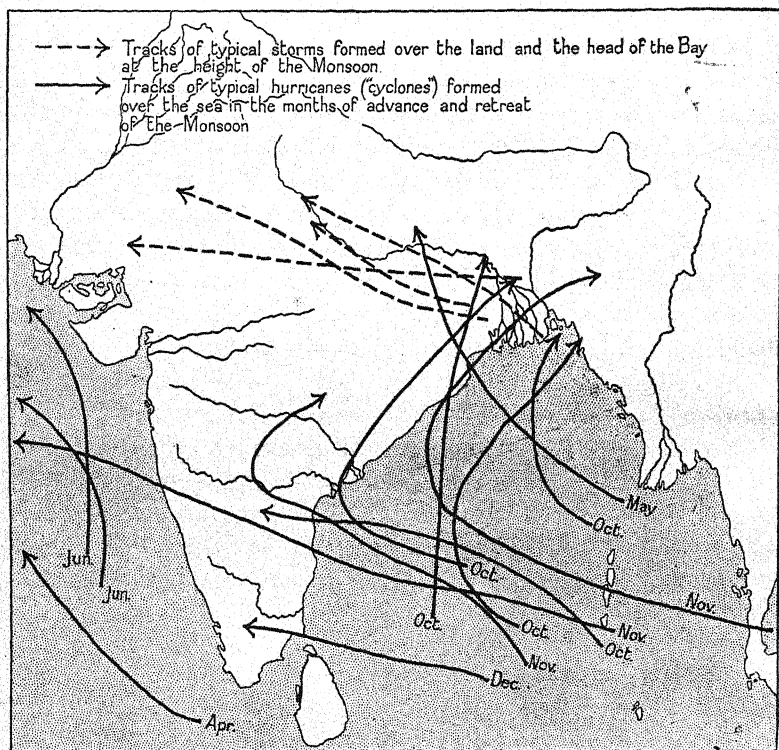 Tracks of typical storms formed over the land and the head of the Bay
at the height of the Monsoon.
Tracks of typical hurricanes ("cyclones") formed
over the sea in the months of advance and retreat
of the Monsoon
May
Oct.
Jun.
Oct.
Jun.
Nov.
Oct.
Oct.
Nov.
Oct.
Nov.
Dec.
Apr.